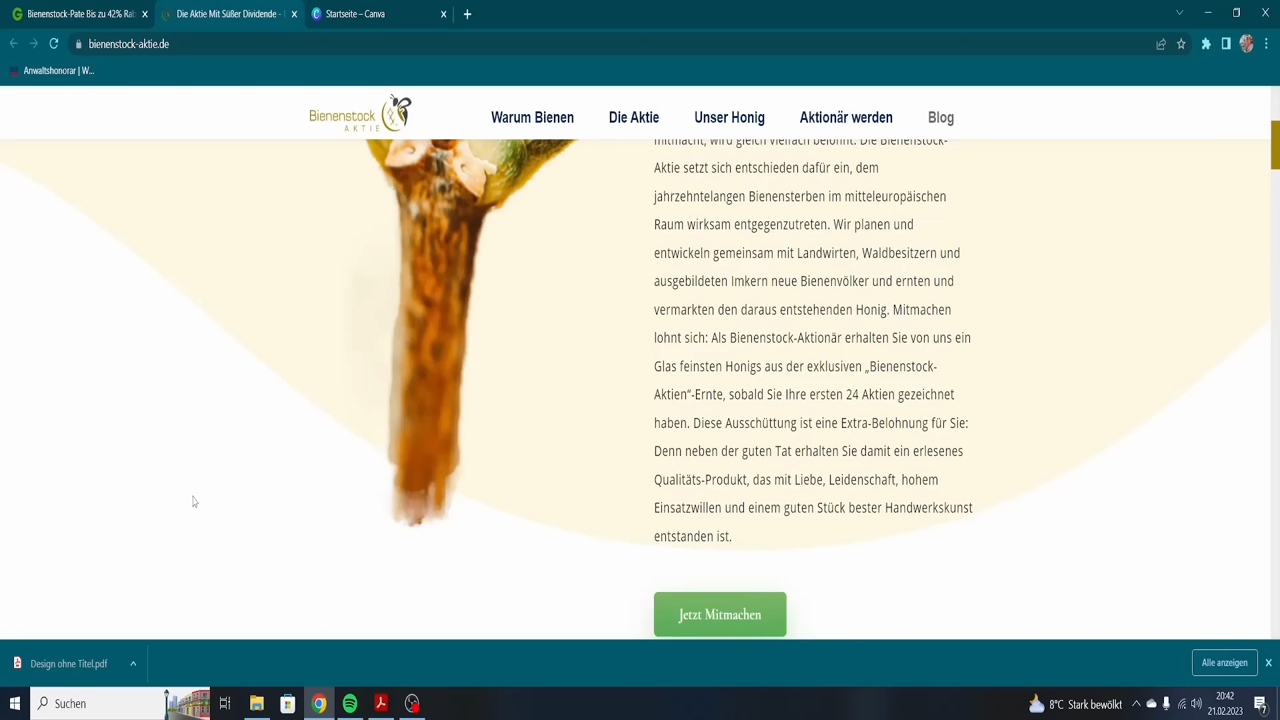 Bienenstock-Pate Bis zu 42% Rab
Die Aktie Mit Süßer Dividende -
Startseite – Canva
bienenstock-aktie.de
Anwaltshonorar | W...
Bienenstock
AKTIE
Warum Bienen
Die Aktie
Unser Honig
Aktionär werden
Blog
mitmacht, wird gleich vielfach belohnt. Die Bienenstock-
Aktie setzt sich entschieden dafür ein, dem
jahrzehntelangen Bienensterben im mitteleuropäischen
Raum wirksam entgegenzutreten. Wir planen und
entwickeln gemeinsam mit Landwirten, Waldbesitzern und
ausgebildeten Imkern neue Bienenvölker und ernten und
vermarkten den daraus entstehenden Honig. Mitmachen
lohnt sich: Als Bienenstock-Aktionär erhalten Sie von uns ein
Glas feinsten Honigs aus der exklusiven „Bienenstock-
Aktien“-Ernte, sobald Sie Ihre ersten 24 Aktien gezeichnet
haben. Diese Ausschüttung ist eine Extra-Belohnung für Sie:
Denn neben der guten Tat erhalten Sie damit ein erlesenes
Qualitäts-Produkt, das mit Liebe, Leidenschaft, hohem
Einsatzwillen und einem guten Stück bester Handwerkskunst
entstanden ist.
Jetzt Mitmachen
Design ohne Titel.pdf
Alle anzeigen
Suchen
8°C Stark bewölkt
20:42
21.02.2023